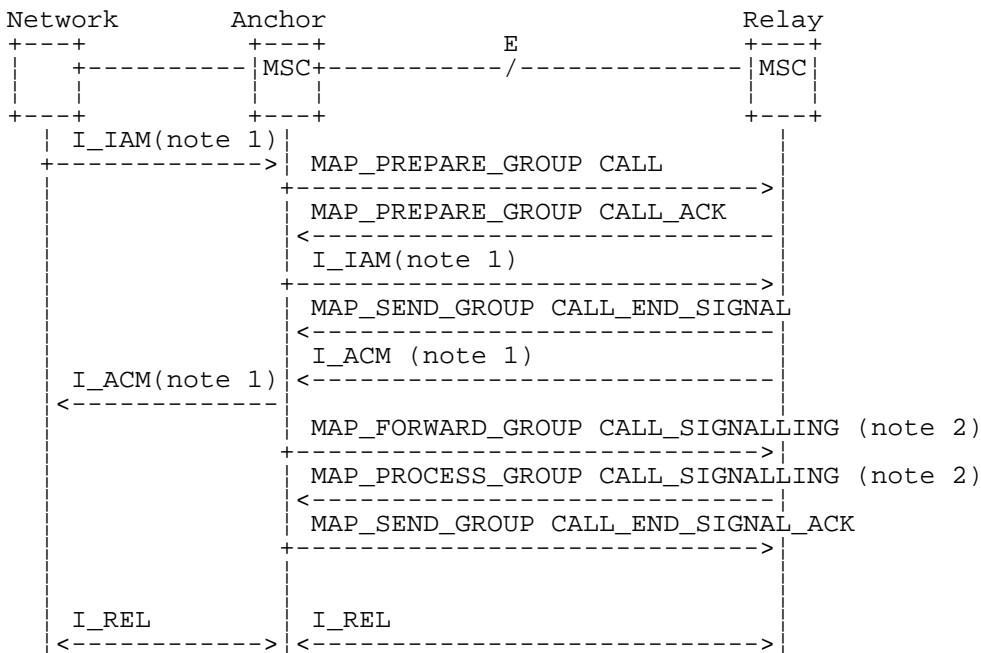 Network Anchor Relay
E
MSC MSC
I_IAM(note 1)
MAP_PREPARE_GROUP CALL
MAP_PREPARE_GROUP CALL_ACK
I_IAM(note 1)
MAP_SEND_GROUP CALL_END_SIGNAL
I_ACM (note 1)
I_ACM(note 1)
MAP_FORWARD_GROUP CALL_SIGNALLING (note 2)
MAP_PROCESS_GROUP CALL_SIGNALLING (note 2)
MAP_SEND_GROUP CALL_END_SIGNAL_ACK
I_REL I_REL